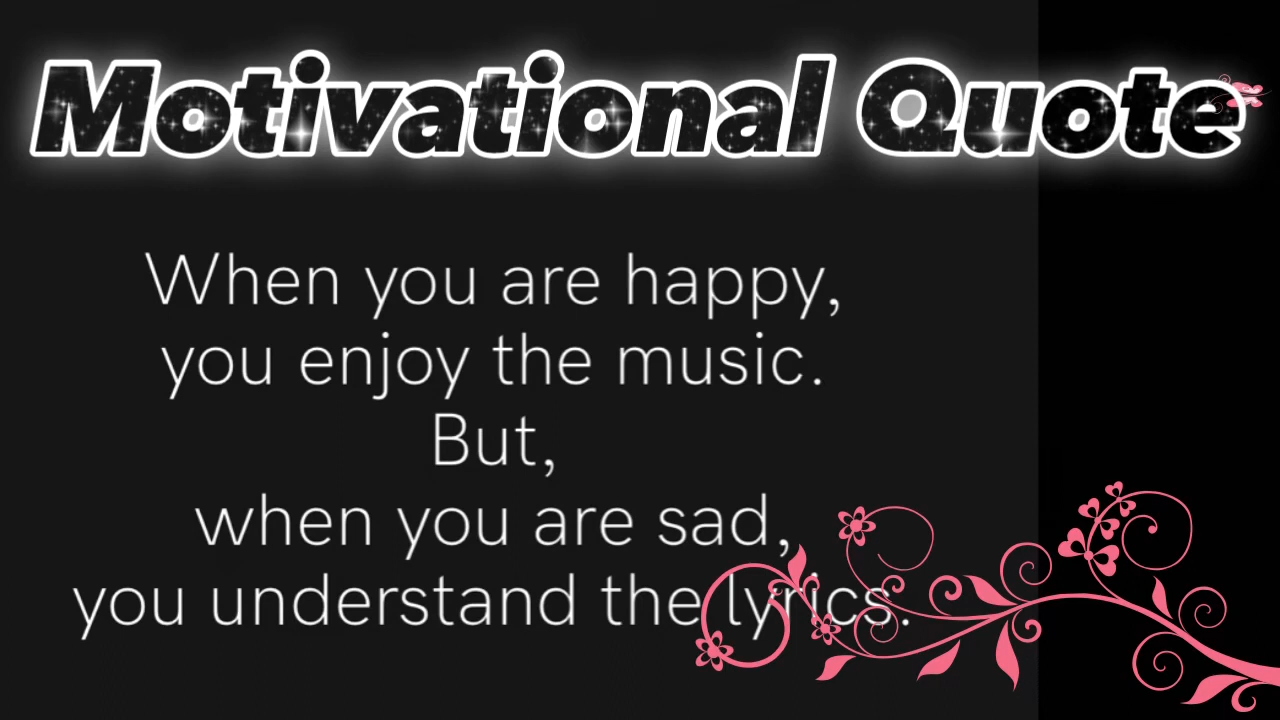 Motivational Quote
When you are happy,
you enjoy the music.
But,
when you are sad,
you understand the lyrics.